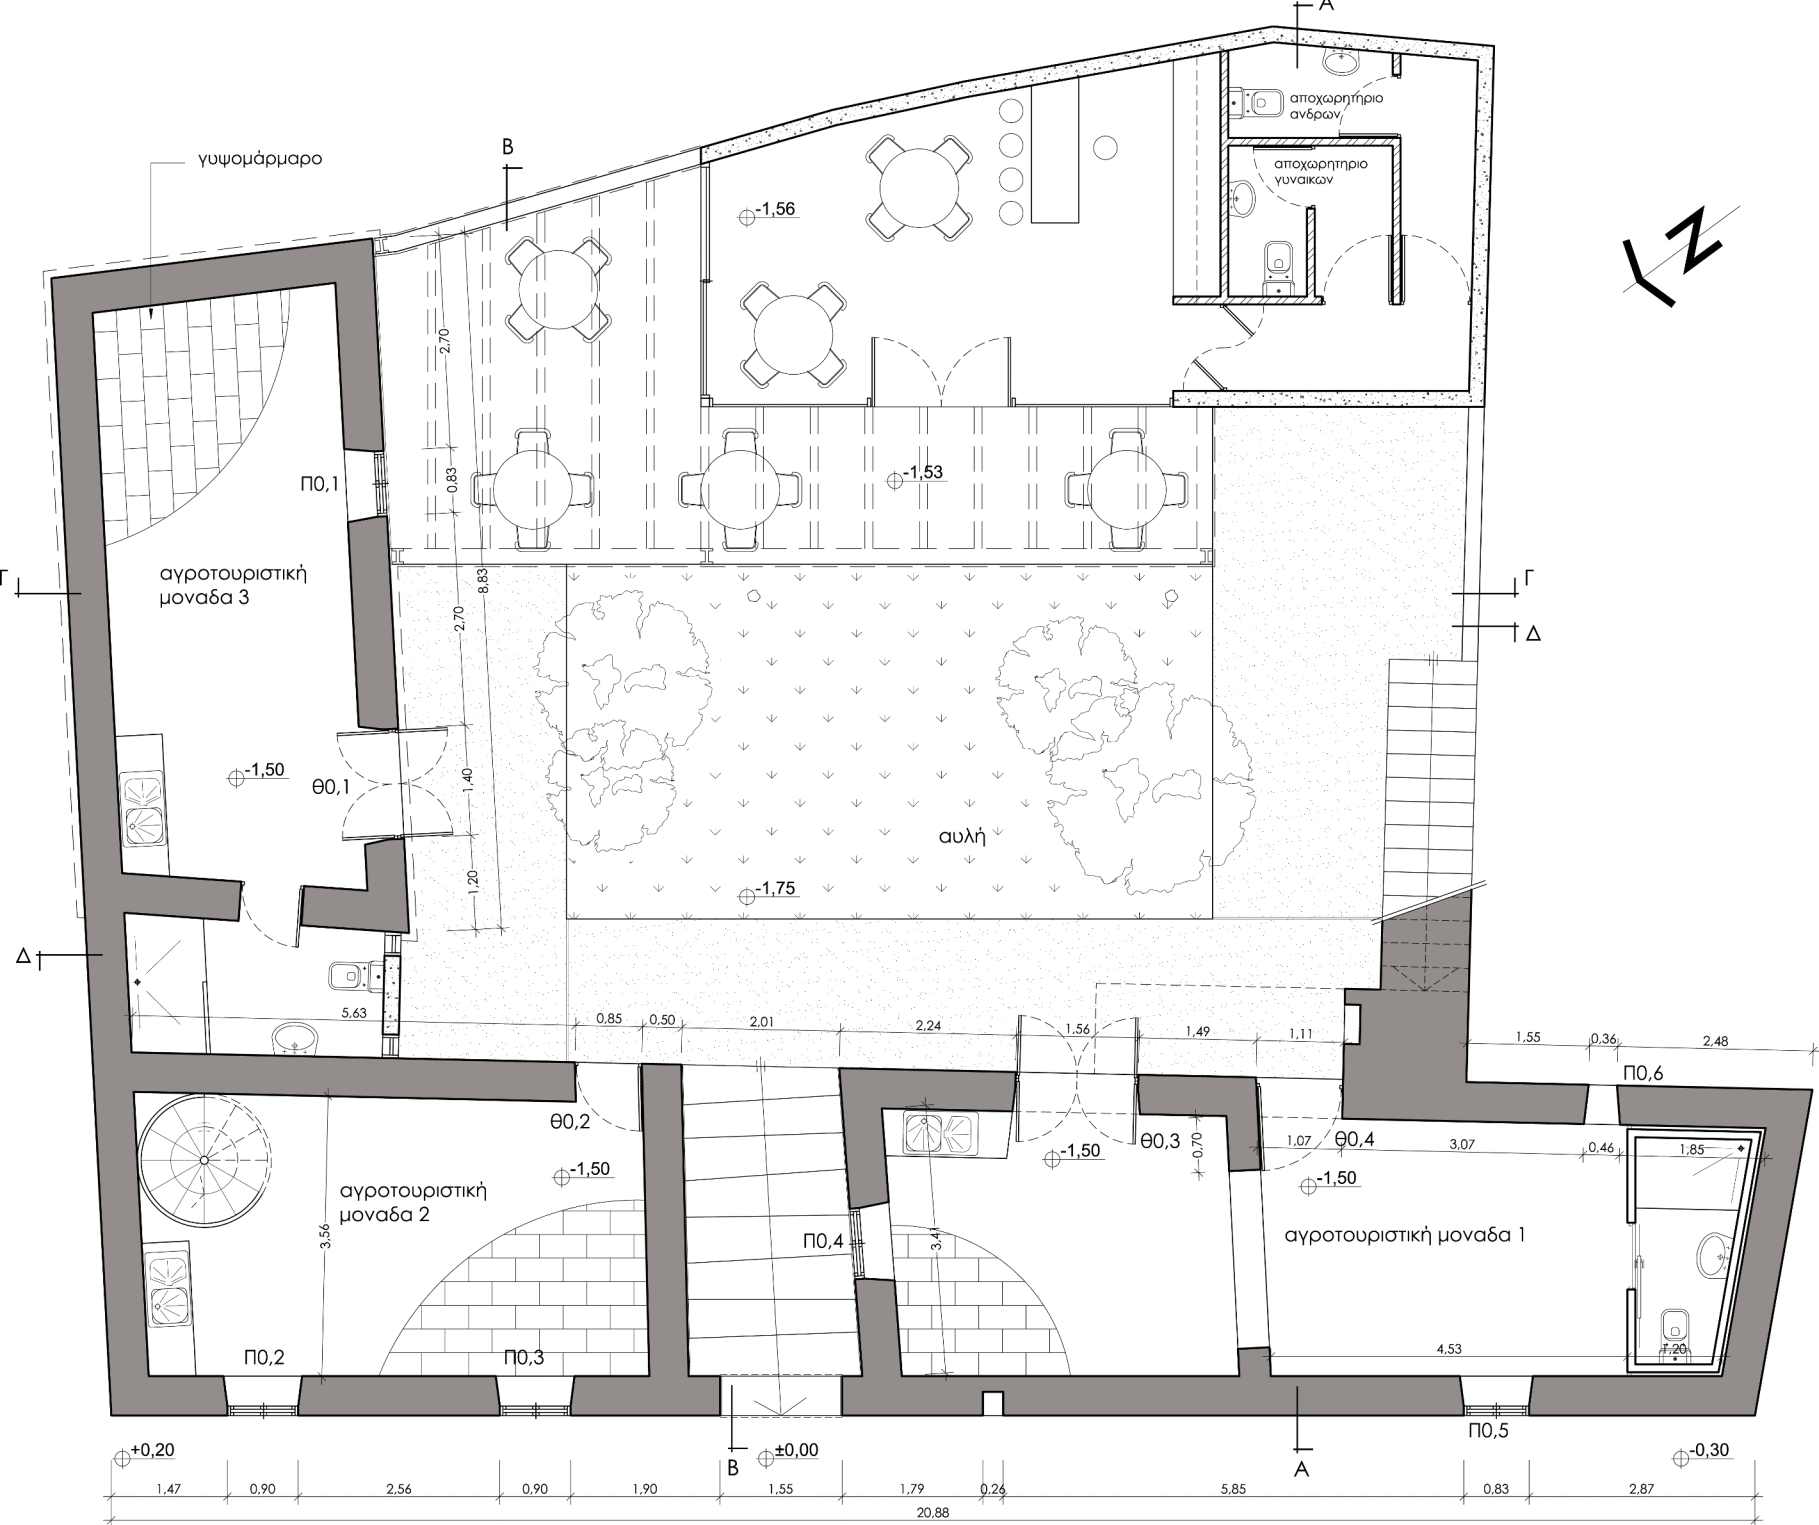 A
αποχωρητηριο
ανδρων
B
γυψομάρμαρο
αποχωρητηριο
γυναικων
-1,56
N
2,70
Π0,1
0,83
-1,53
αγροτουριστική
μοναδα 3
Γ
Γ
8,83
2,70
Δ
-1,50
θ0,1
1,40
αυλή
1,20
-1,75
Δ
5,63
0,85
0,50
2,01
2,24
1,56
1,49
1,11
1,55
0,36
2,48
Π0,6
θ0,2
θ0,3
0,70
1,07
θ0,4
3,07
0,46
1,85
-1,50
-1,50
-1,50
αγροτουριστική
μοναδα 2
3,56
Π0,4
3,41
αγροτουριστική μοναδα 1
Π0,2
Π0,3
4,53
1,20
Π0,5
+0,20
B
±0,00
A
-0,30
1,47
0,90
2,56
0,90
1,90
1,55
1,79
0,26
5,85
0,83
2,87
20,88